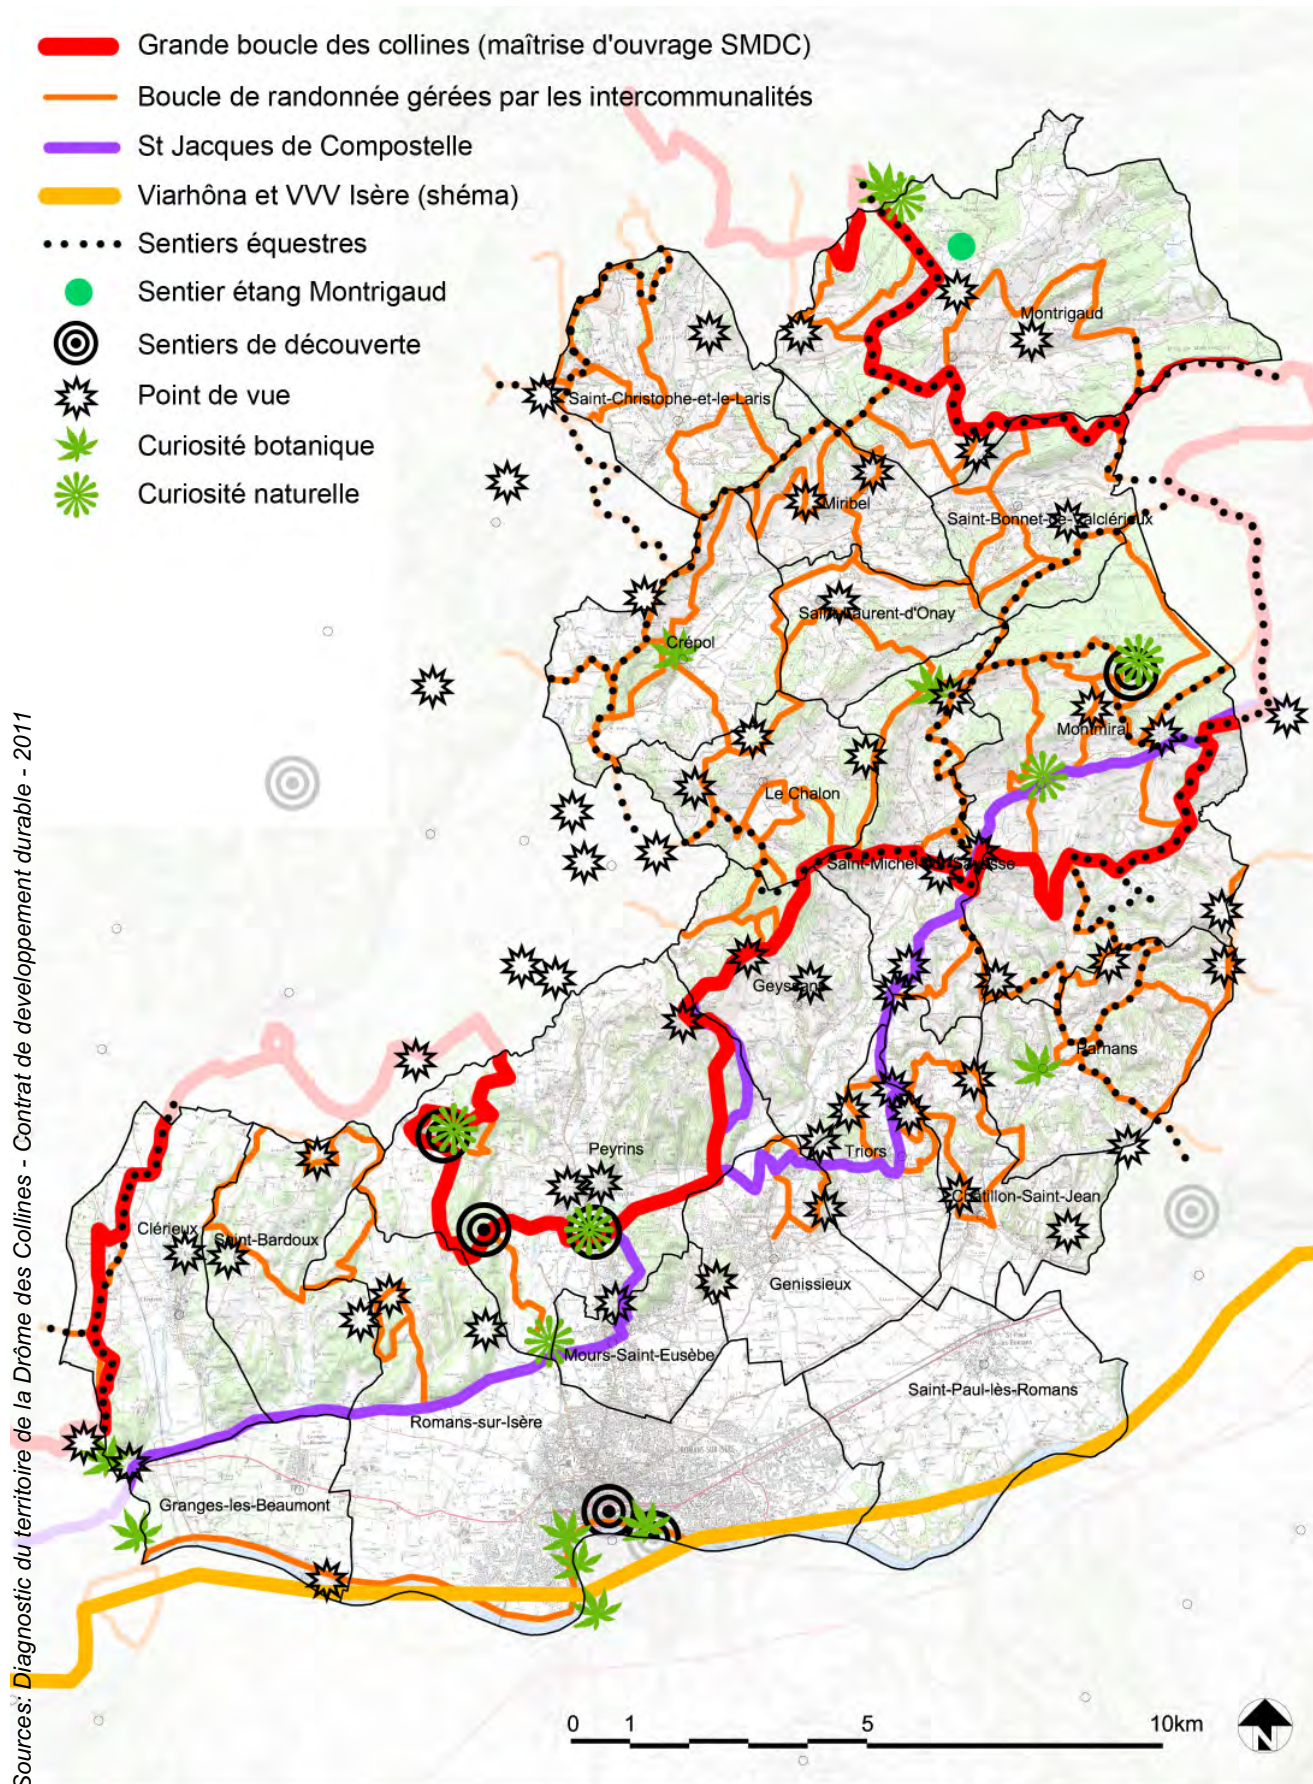 Grande boucle des collines (maîtrise d'ouvrage SMDC)
Boucle de randonnée gérées par les intercommunalités
St Jacques de Compostelle
Viarhôna et VVV Isère (shéma)
Sentiers équestres
Sentier étang Montrigaud
Sentiers de découverte
Point de vue
Curiosité botanique
Curiosité naturelle
Montrigaud
Saint-Christophe-et-le-Laris
Miribel
Saint-Bonnet-de-Valclérieux
Saint-Laurent-d'Onay
Crépol
Montmiral
Le Chalon
Saint-Michel
Geyssans
Parnans
Peyrins
Triors
Châtillon-Saint-Jean
Clérieux
Saint-Bardoux
Genissieux
Mours-Saint-Eusèbe
Saint-Paul-lès-Romans
Romans-sur-Isère
Granges-les-Beaumont
0 1 5 10km
N
Sources: Diagnostic du territoire de la Drôme des Collines - Contrat de developpement durable - 2011